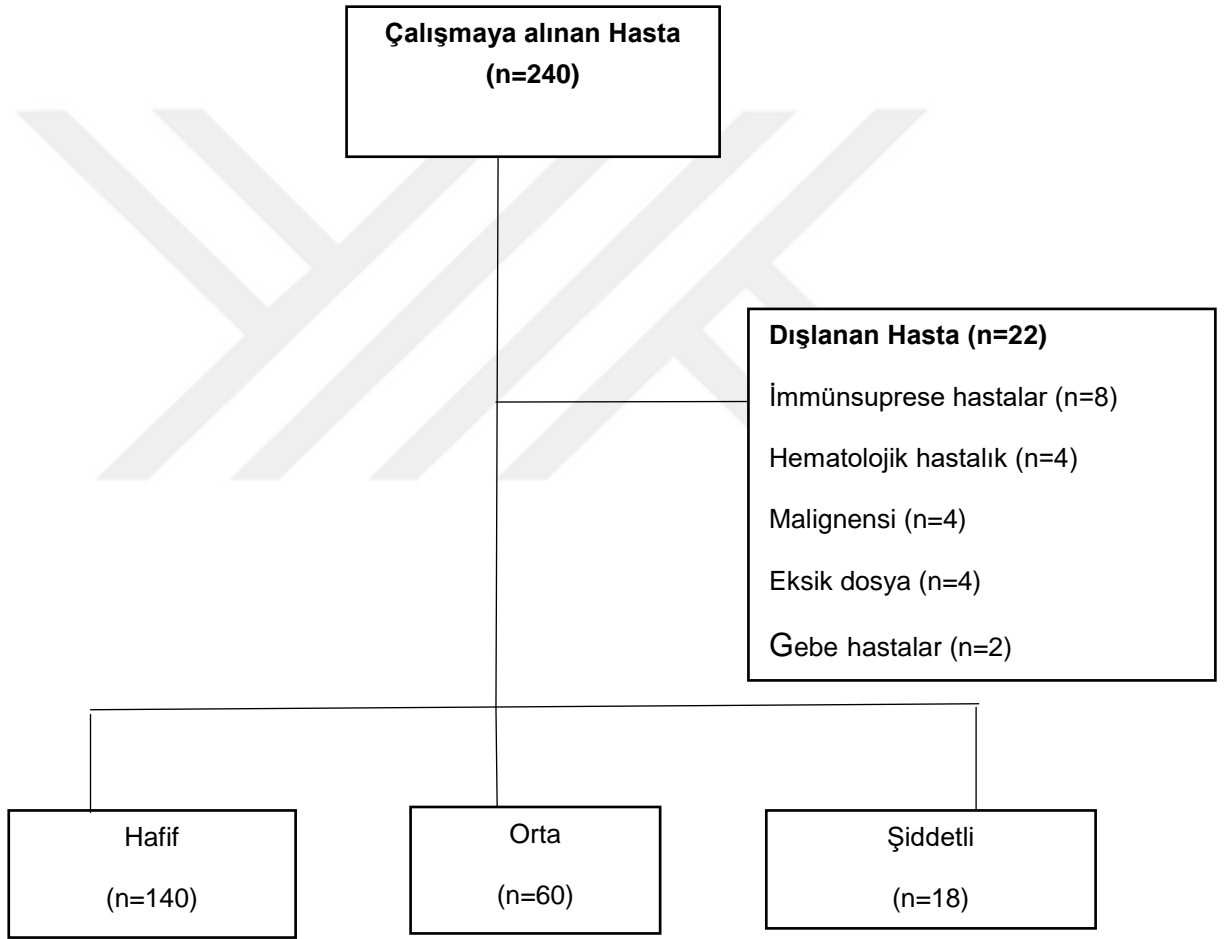 Çalışmaya alınan Hasta
(n=240)
Dışlanan Hasta (n=22)
İmmünsuprese hastalar (n=8)
Hematolojik hastalık (n=4)
Malignensi (n=4)
Eksik dosya (n=4)
Gebe hastalar (n=2)
Hafif
(n=140)
Orta
(n=60)
Şiddetli
(n=18)